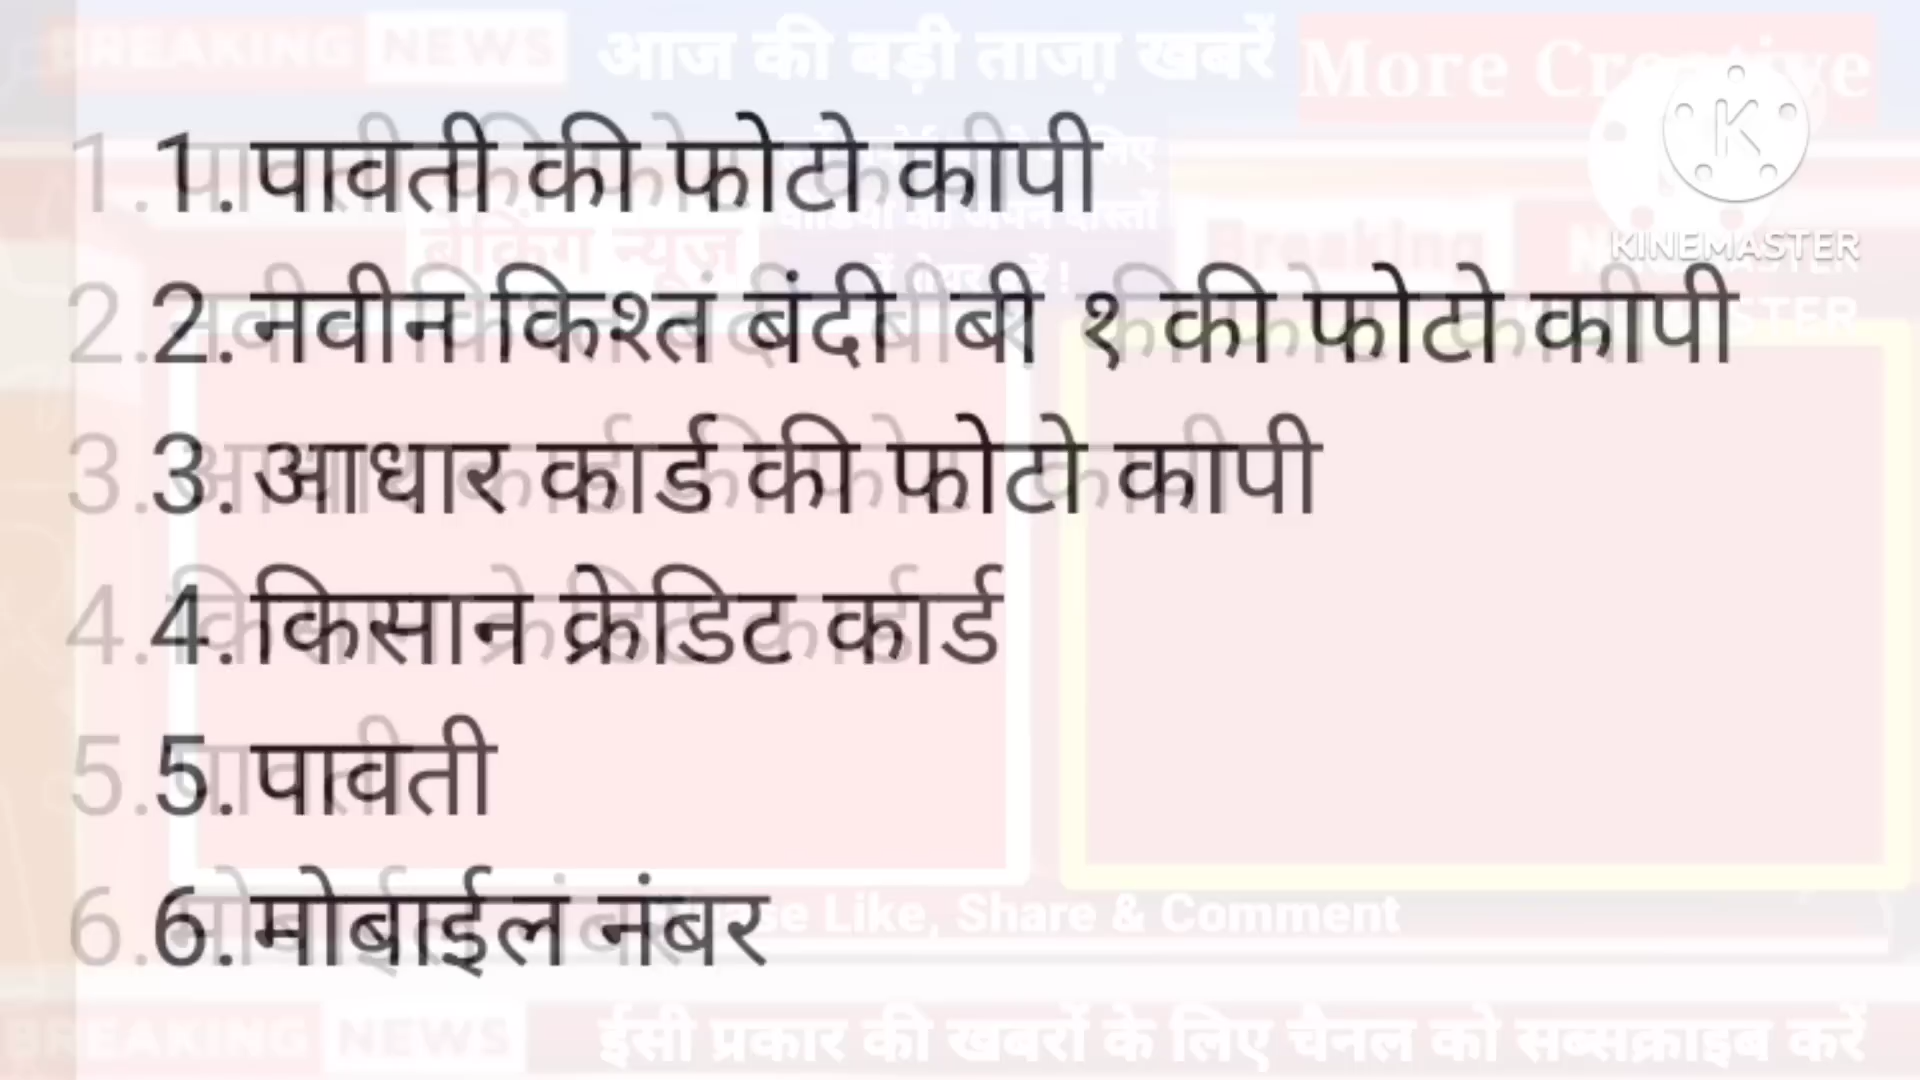 BREAKING NEWS आज की बड़ी ताजा़ खबरें More Creative
1. पावती की फोटो कापी
ब्रेकिंग न्यूज़
Breaking
KINEMASTER
2. नवीन किश्त बंदी बी १ की फोटो कापी
3. आधार कार्ड की फोटो कापी
4. किसान क्रेडिट कार्ड
5. पावती
6. मोबाईल नंबर
Like, Share & Comment
BREAKING NEWS ईसी प्रकार की खबरों के लिए चैनल को सब्सक्राइब करें